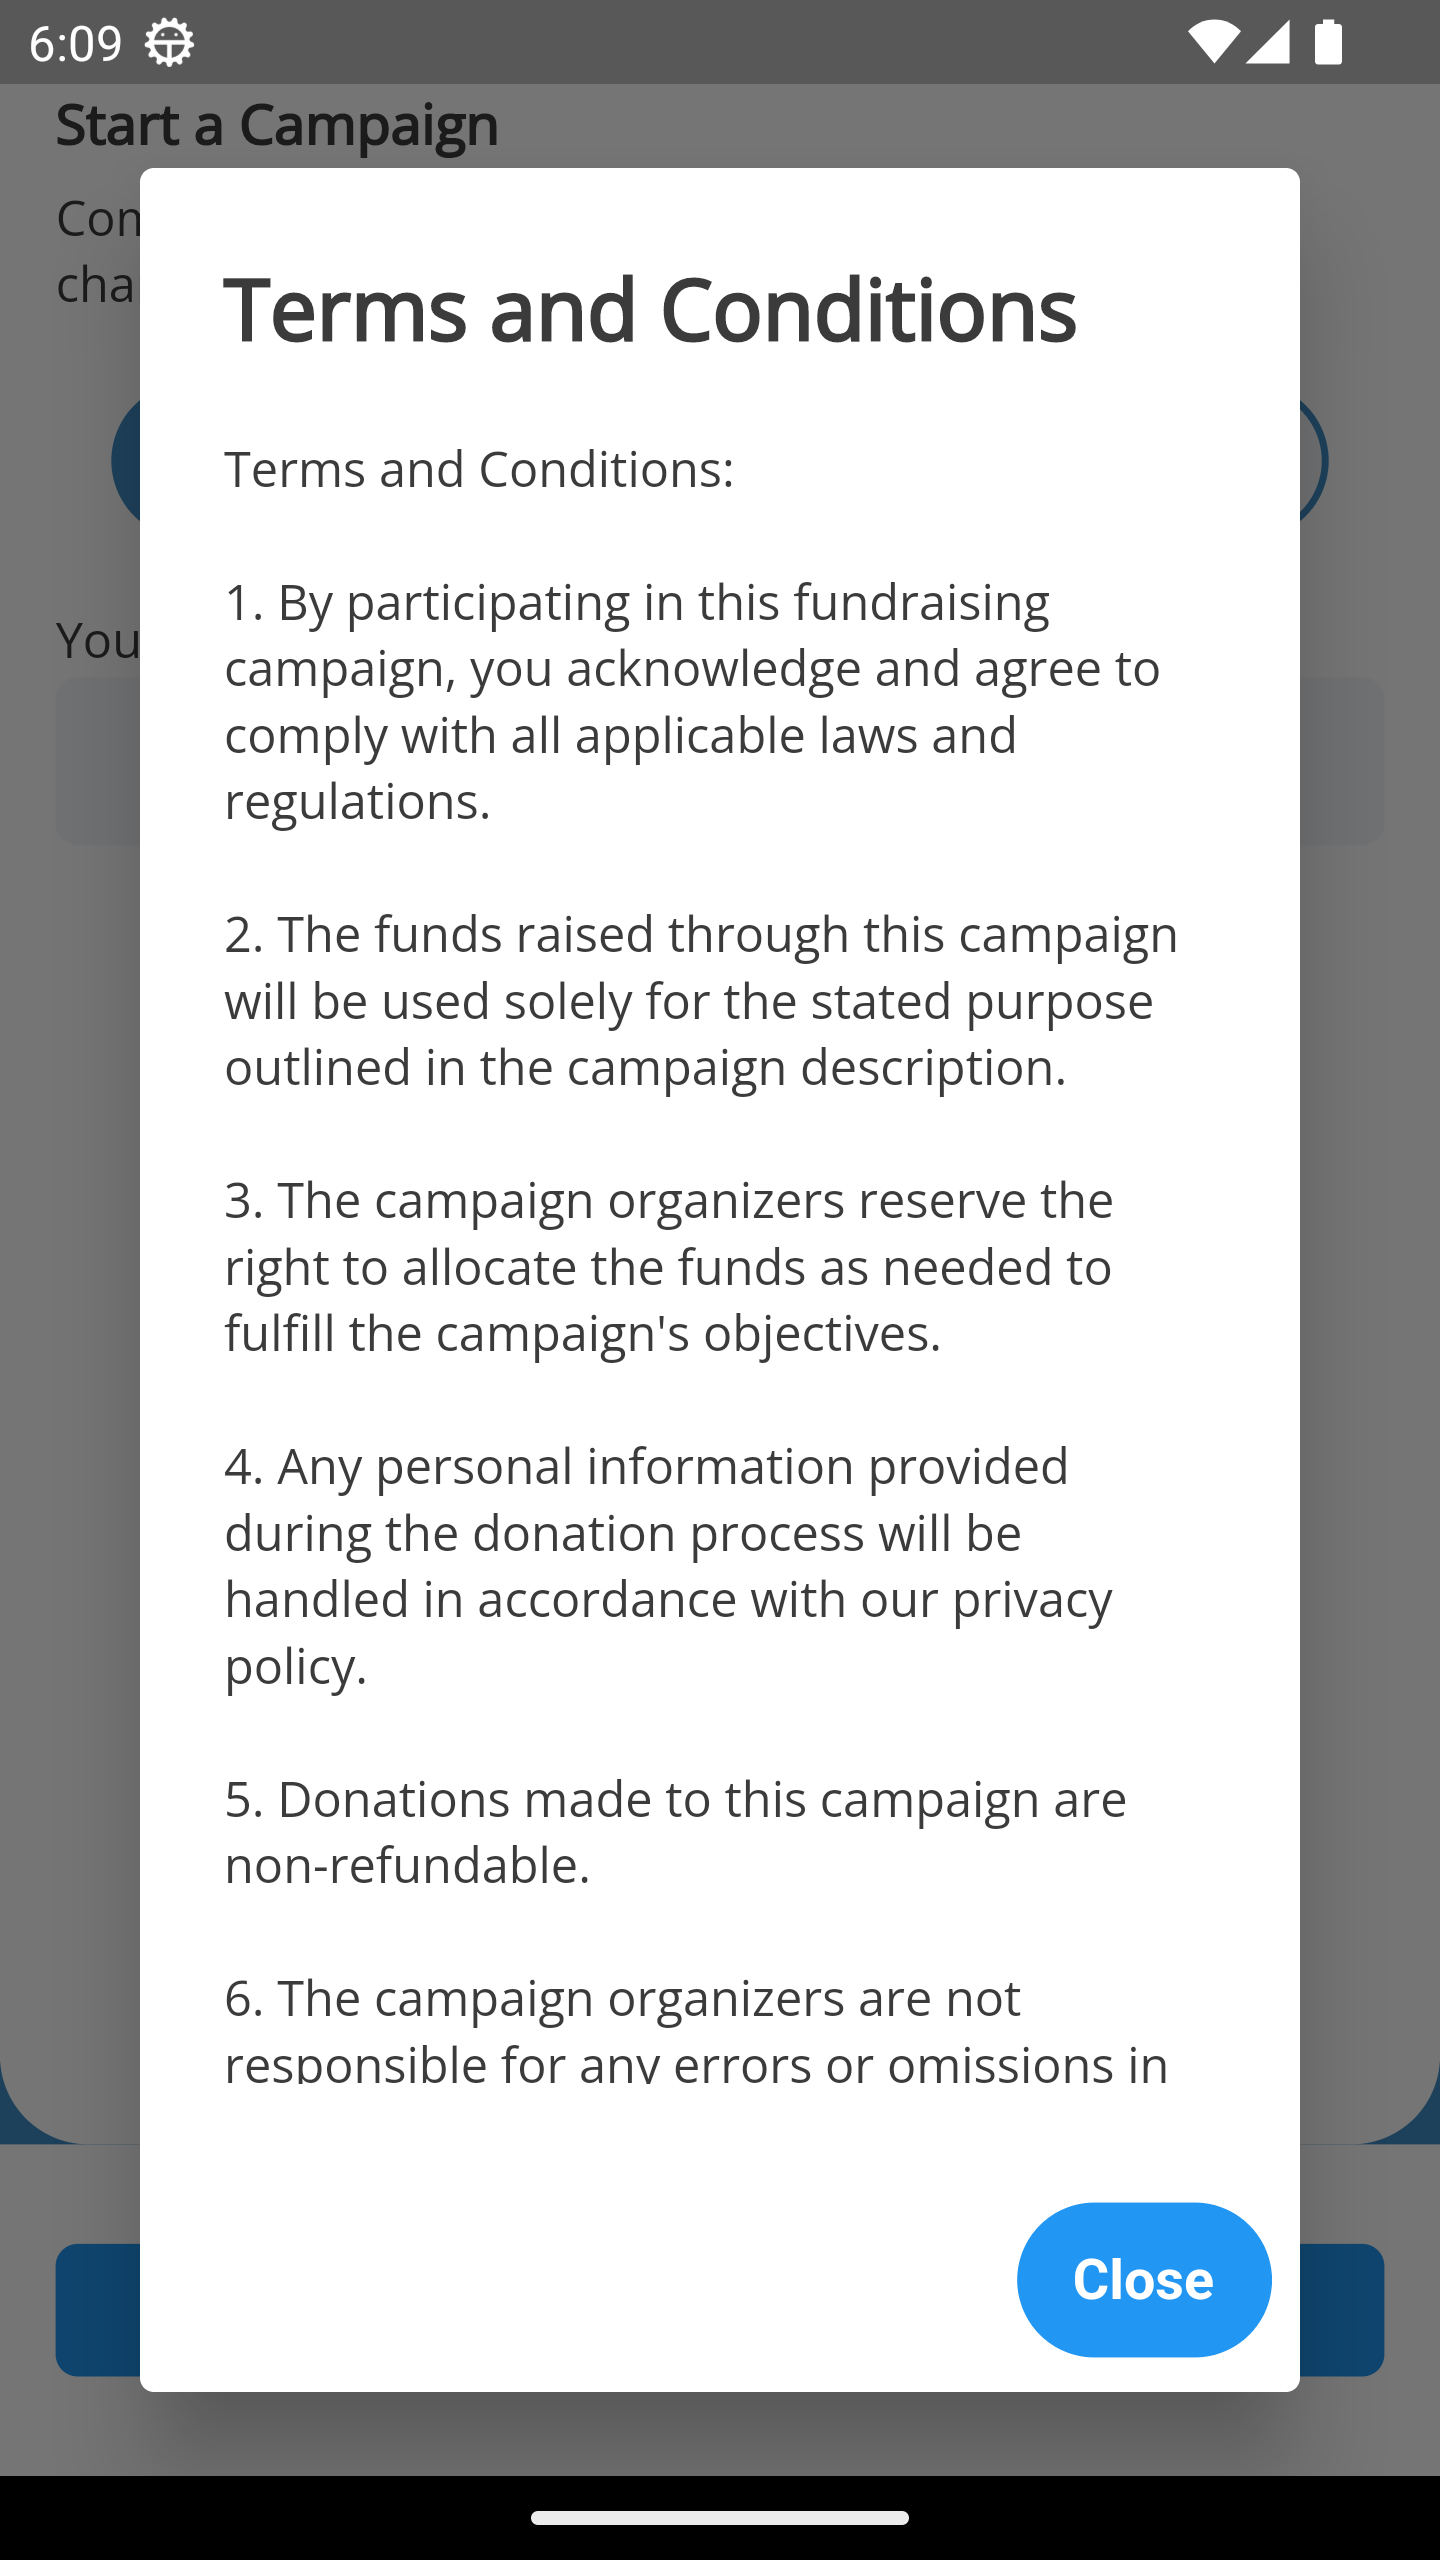 6:09
Start a Campaign
Com
cha
Terms and Conditions
Terms and Conditions:
1. By participating in this fundraising
campaign, you acknowledge and agree to
comply with all applicable laws and
regulations.
You
2. The funds raised through this campaign
will be used solely for the stated purpose
outlined in the campaign description.
3. The campaign organizers reserve the
right to allocate the funds as needed to
fulfill the campaign's objectives.
4. Any personal information provided
during the donation process will be
handled in accordance with our privacy
policy.
5. Donations made to this campaign are
non-refundable.
6. The campaign organizers are not
responsible for any errors or omissions in
Close